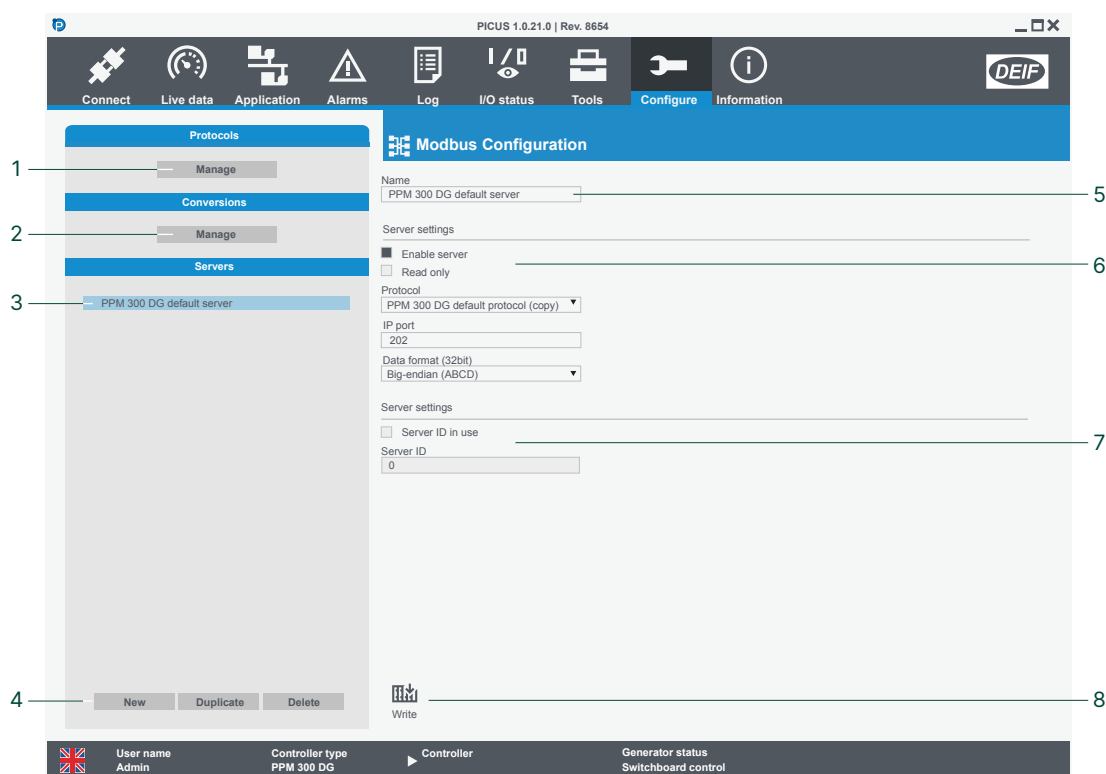 PICUS 1.0.21.0 | Rev. 8654
Connect Live data Application Alarms Log I/O status Tools Configure Information
DEIF
Protocols
1 Manage
Conversions
2 Manage
Servers
3 PPM 300 DG default server
4 New Duplicate Delete
Modbus Configuration
Name
PPM 300 DG default server 5
Server settings
Enable server
6
Read only
Protocol
PPM 300 DG default protocol (copy)
IP port
202
Data format (32bit)
Big-endian (ABCD)
Server settings
Server ID in use
7
Server ID
0
8
Write
User name Controller type Controller Generator status
Admin PPM 300 DG Switchboard control